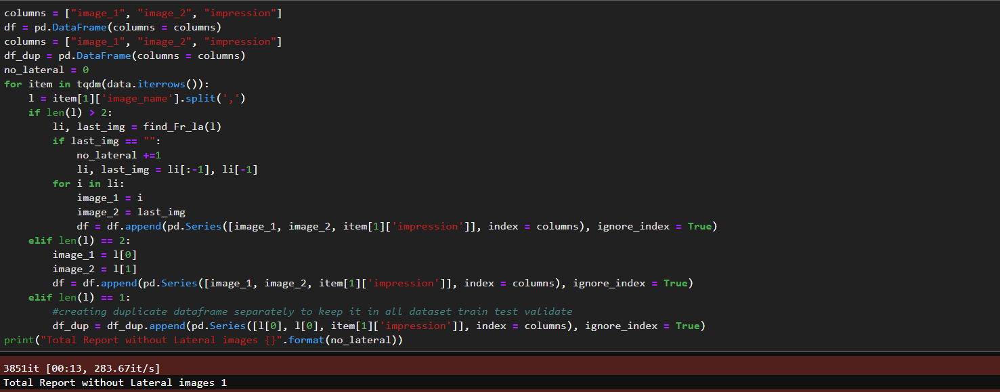 columns = ["image_1", "image_2", "impression"]
df = pd.DataFrame(columns = columns)
columns = ["image_1", "image_2", "impression"]
df_dup = pd.DataFrame(columns = columns)
no_lateral = 0
for item in tqdm(data.iterrows()):
    l = item[1]['image_name'].split(',')
    if len(l) > 2:
        li, last_img = find_Fr_la(l)
        if last_img == "":
            no_lateral +=1
            li, last_img = li[:-1], li[-1]
        for i in li:
            image_1 = i
            image_2 = last_img
            df = df.append(pd.Series([image_1, image_2, item[1]['impression']], index = columns), ignore_index = True)
    elif len(l) == 2:
        image_1 = l[0]
        image_2 = l[1]
        df = df.append(pd.Series([image_1, image_2, item[1]['impression']], index = columns), ignore_index = True)
    elif len(l) == 1:
        #creating duplicate dataframe separately to keep it in all dataset train test validate
        df_dup = df_dup.append(pd.Series([l[0], l[0], item[1]['impression']], index = columns), ignore_index = True)
print("Total Report without Lateral images {}".format(no_lateral))
3851it [00:13, 283.67it/s]
Total Report without Lateral images 1